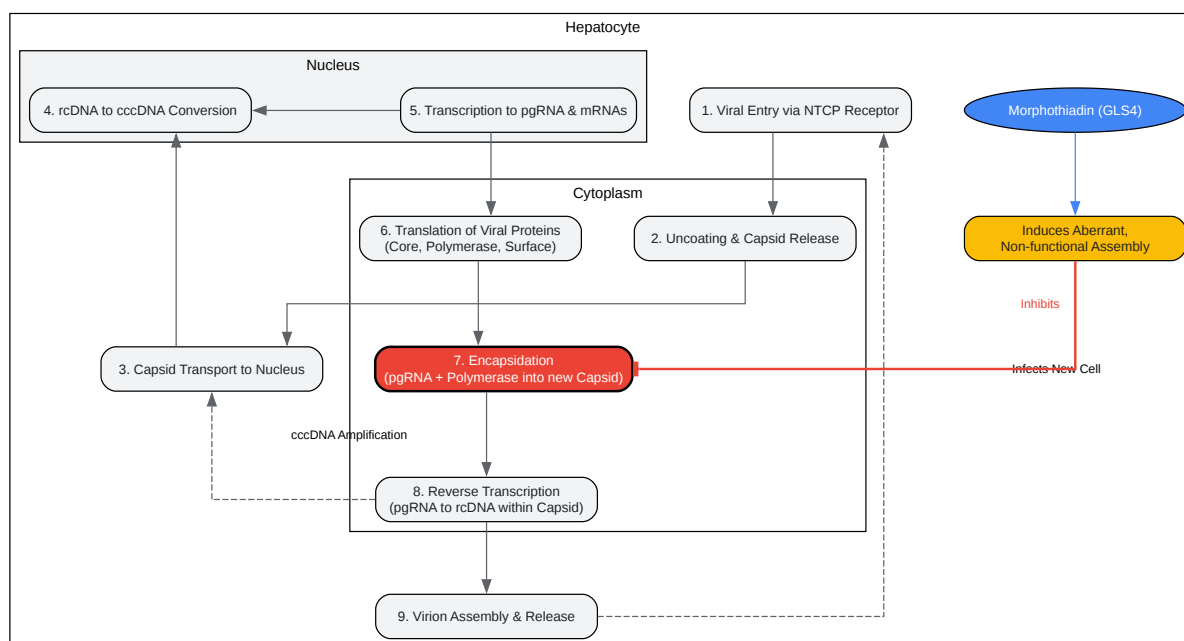 Hepatocyte
Nucleus
4. rcDNA to cccDNA Conversion
5. Transcription to pgRNA & mRNAs
1. Viral Entry via NTCP Receptor
Morphothiadin (GLS4)
Cytoplasm
6. Translation of Viral Proteins
(Core, Polymerase, Surface)
2. Uncoating & Capsid Release
Induces Aberrant,
Non-functional Assembly
Inhibits
3. Capsid Transport to Nucleus
7. Encapsidation
(pgRNA + Polymerase into new Capsid)
Infects New Cell
cccDNA Amplification
8. Reverse Transcription
(pgRNA to rcDNA within Capsid)
9. Virion Assembly & Release